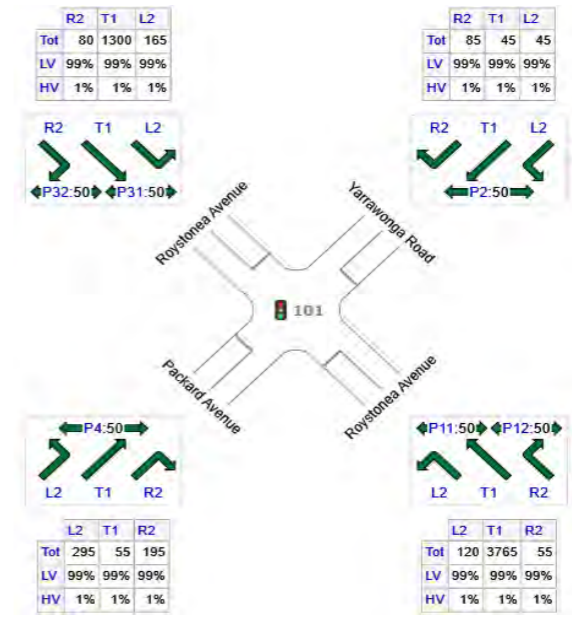 R2 T1 L2
Tot 80 1300 165
LV 99% 99% 99%
HV 1% 1% 1%
R2 T1 L2
P32:50 P31:50
R2 T1 L2
Tot 85 45 45
LV 99% 99% 99%
HV 1% 1% 1%
R2 T1 L2
P2:50
Roystonea Avenue
Yarrawonga Road
101
Packard Avenue
Roystonea Avenue
P4:50
L2 T1 R2
L2 T1 R2
Tot 295 55 195
LV 99% 99% 99%
HV 1% 1% 1%
P11:50 P12:50
L2 T1 R2
L2 T1 R2
Tot 120 3765 55
LV 99% 99% 99%
HV 1% 1% 1%